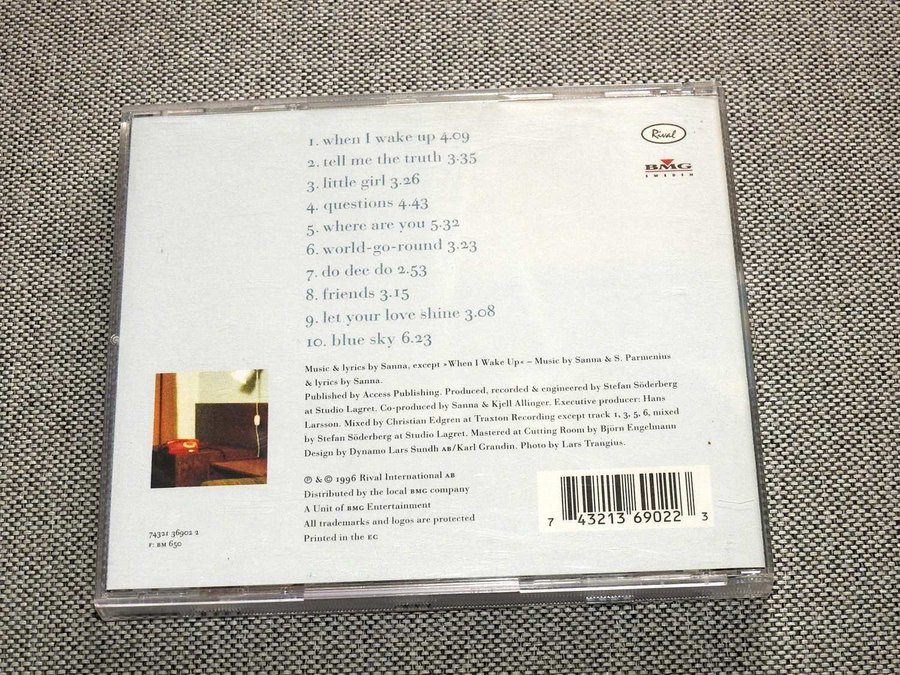 1. when I wake up 4.09
2. tell me the truth 3.35
3. little girl 3.26
4. questions 4.43
5. where are you 5.32
6. world-go-round 3.23
7. do dee do 2.53
8. friends 3.15
9. let your love shine 3.08
10. blue sky 6.23
Rival
BMG
SWEDEN
Music & lyrics by Sanna, except »When I Wake Up« – Music by Sanna & S. Parmenius
& lyrics by Sanna.
Published by Access Publishing. Produced, recorded & engineered by Stefan Söderberg
at Studio Lagret. Co-produced by Sanna & Kjell Allinger. Executive producer: Hans
Larsson. Mixed by Christian Edgren at Traxton Recording except track 1, 3, 5, 6, mixed
by Stefan Söderberg at Studio Lagret. Mastered at Cutting Room by Björn Engelmann
Design by Dynamo Lars Sundh AB/Karl Grandin. Photo by Lars Trangius.
℗ & © 1996 Rival International AB
Distributed by the local BMG company
A Unit of BMG Entertainment
All trademarks and logos are protected
Printed in the EC
74321 36902 2
F: BM 650
7 43213 69022 3